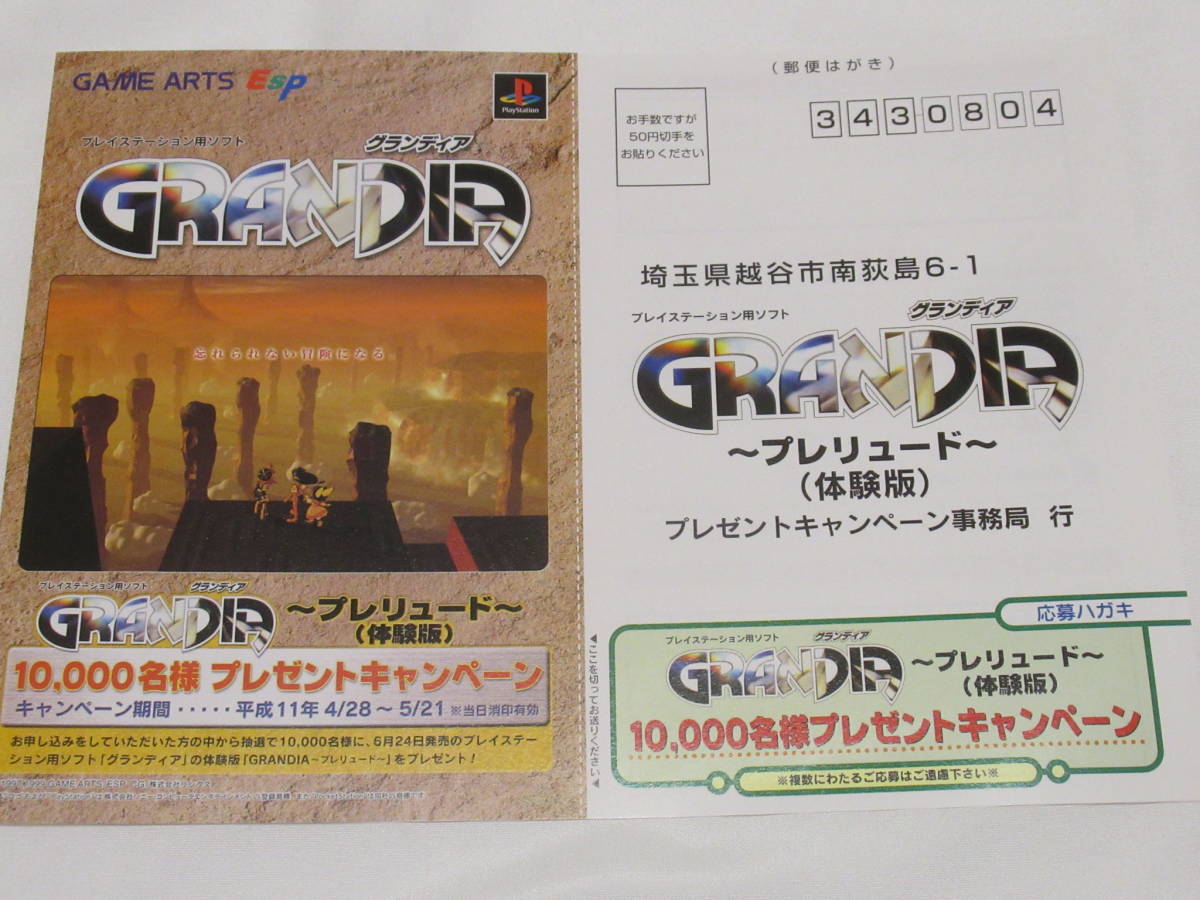 GAME ARTS Esp
PlayStation
プレイステーション用ソフト
グランディア
GRANDIA
忘れられない冒険になる
プレイステーション用ソフト
グランディア
GRANDIA
～プレリュード～
(体験版)
10,000名様 プレゼントキャンペーン
キャンペーン期間 ‥‥‥平成11年 4/28～5/21 ※当日消印有効
お申し込みをしていただいた方の中から抽選で10,000名様に、6月24日発売のプレイステー
ション用ソフト「グランディア」の体験版「GRANDIA～プレリュード～」をプレゼント！
▲ここを切ってお送りください▲
(郵便はがき)
お手数ですが
50円切手を
お貼りください
3430804
埼玉県越谷市南荻島6-1
プレイステーション用ソフト
グランディア
GRANDIA
～プレリュード～
(体験版)
プレゼントキャンペーン事務局 行
応募ハガキ
プレイステーション用ソフト
グランディア
GRANDIA
～プレリュード～
(体験版)
10,000名様プレゼントキャンペーン
※複数にわたるご応募はご遠慮下さい※